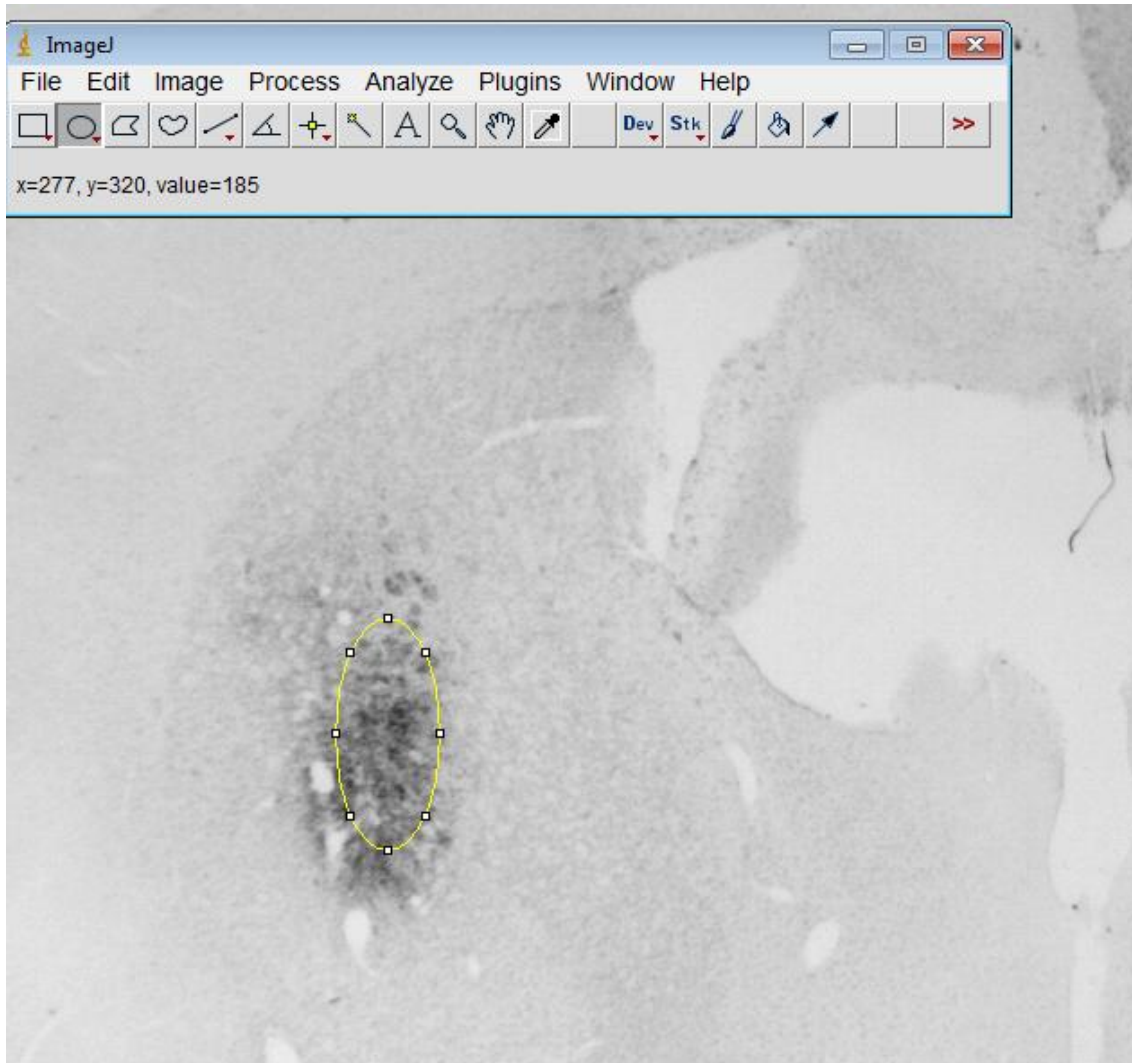 ImageJ
File Edit Image Process Analyze Plugins Window Help
A Dev Stk >>
x=277, y=320, value=185